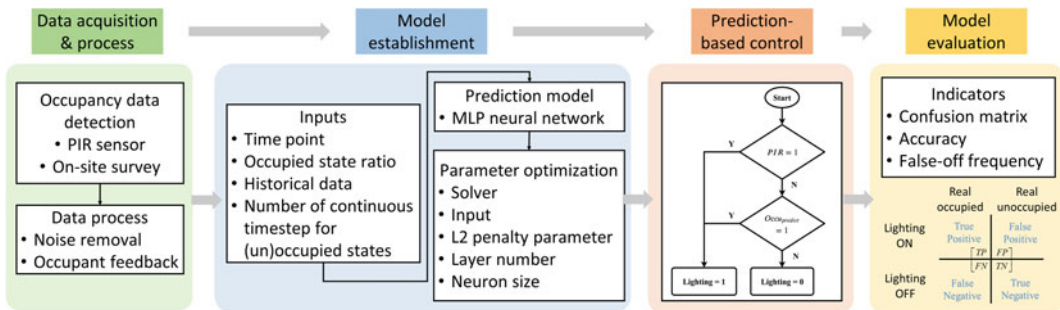 Data acquisition
& process
Model
establishment
Prediction-
based control
Model
evaluation
Occupancy data
detection
• PIR sensor
• On-site survey
Data process
• Noise removal
• Occupant feedback
Inputs
• Time point
• Occupied state ratio
• Historical data
• Number of continuous
timestep for
(un)occupied states
Prediction model
• MLP neural network
Parameter optimization
• Solver
• Input
• L2 penalty parameter
• Layer number
• Neuron size
Start
PIR = 1
Y
N
Occupredict
= 1
Y
N
Lighting = 1
Lighting = 0
Indicators
• Confusion matrix
• Accuracy
• False-off frequency
Real
occupied
Real
unoccupied
Lighting
ON
True
Positive
False
Positive
TP
FP
FN
TN
Lighting
OFF
False
Negative
True
Negative